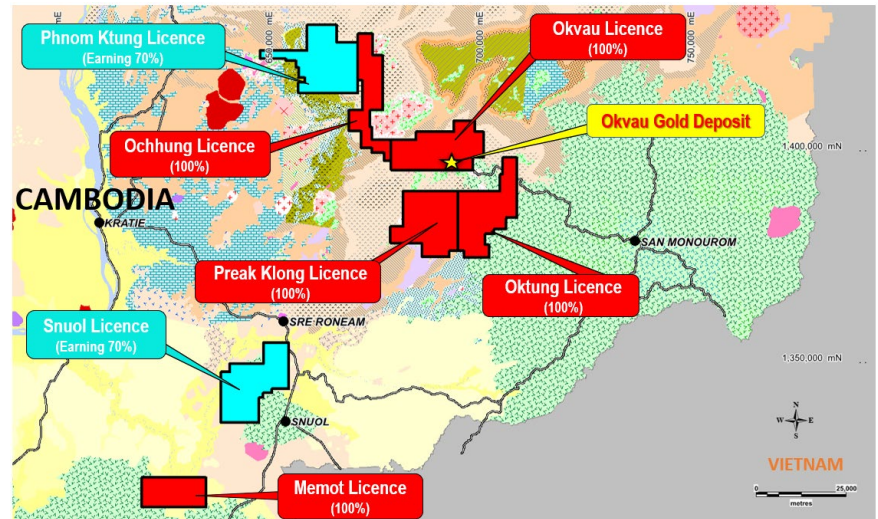 Phnom Ktung Licence
(Earning 70%)
650,000 mE
700,000 mE
750,000 mE
Okvau Licence
(100%)
Okvau Gold Deposit
Ochhung Licence
(100%)
1,400,000 mN
CAMBODIA
KRATIE
SAN MONOUROM
Preak Klong Licence
(100%)
Oktung Licence
(100%)
Snuol Licence
(Earning 70%)
SRE RONEAM
1,350,000 mN
SNUOL
N
W
E
S
VIETNAM
Memot Licence
(100%)
0
25,000
metres